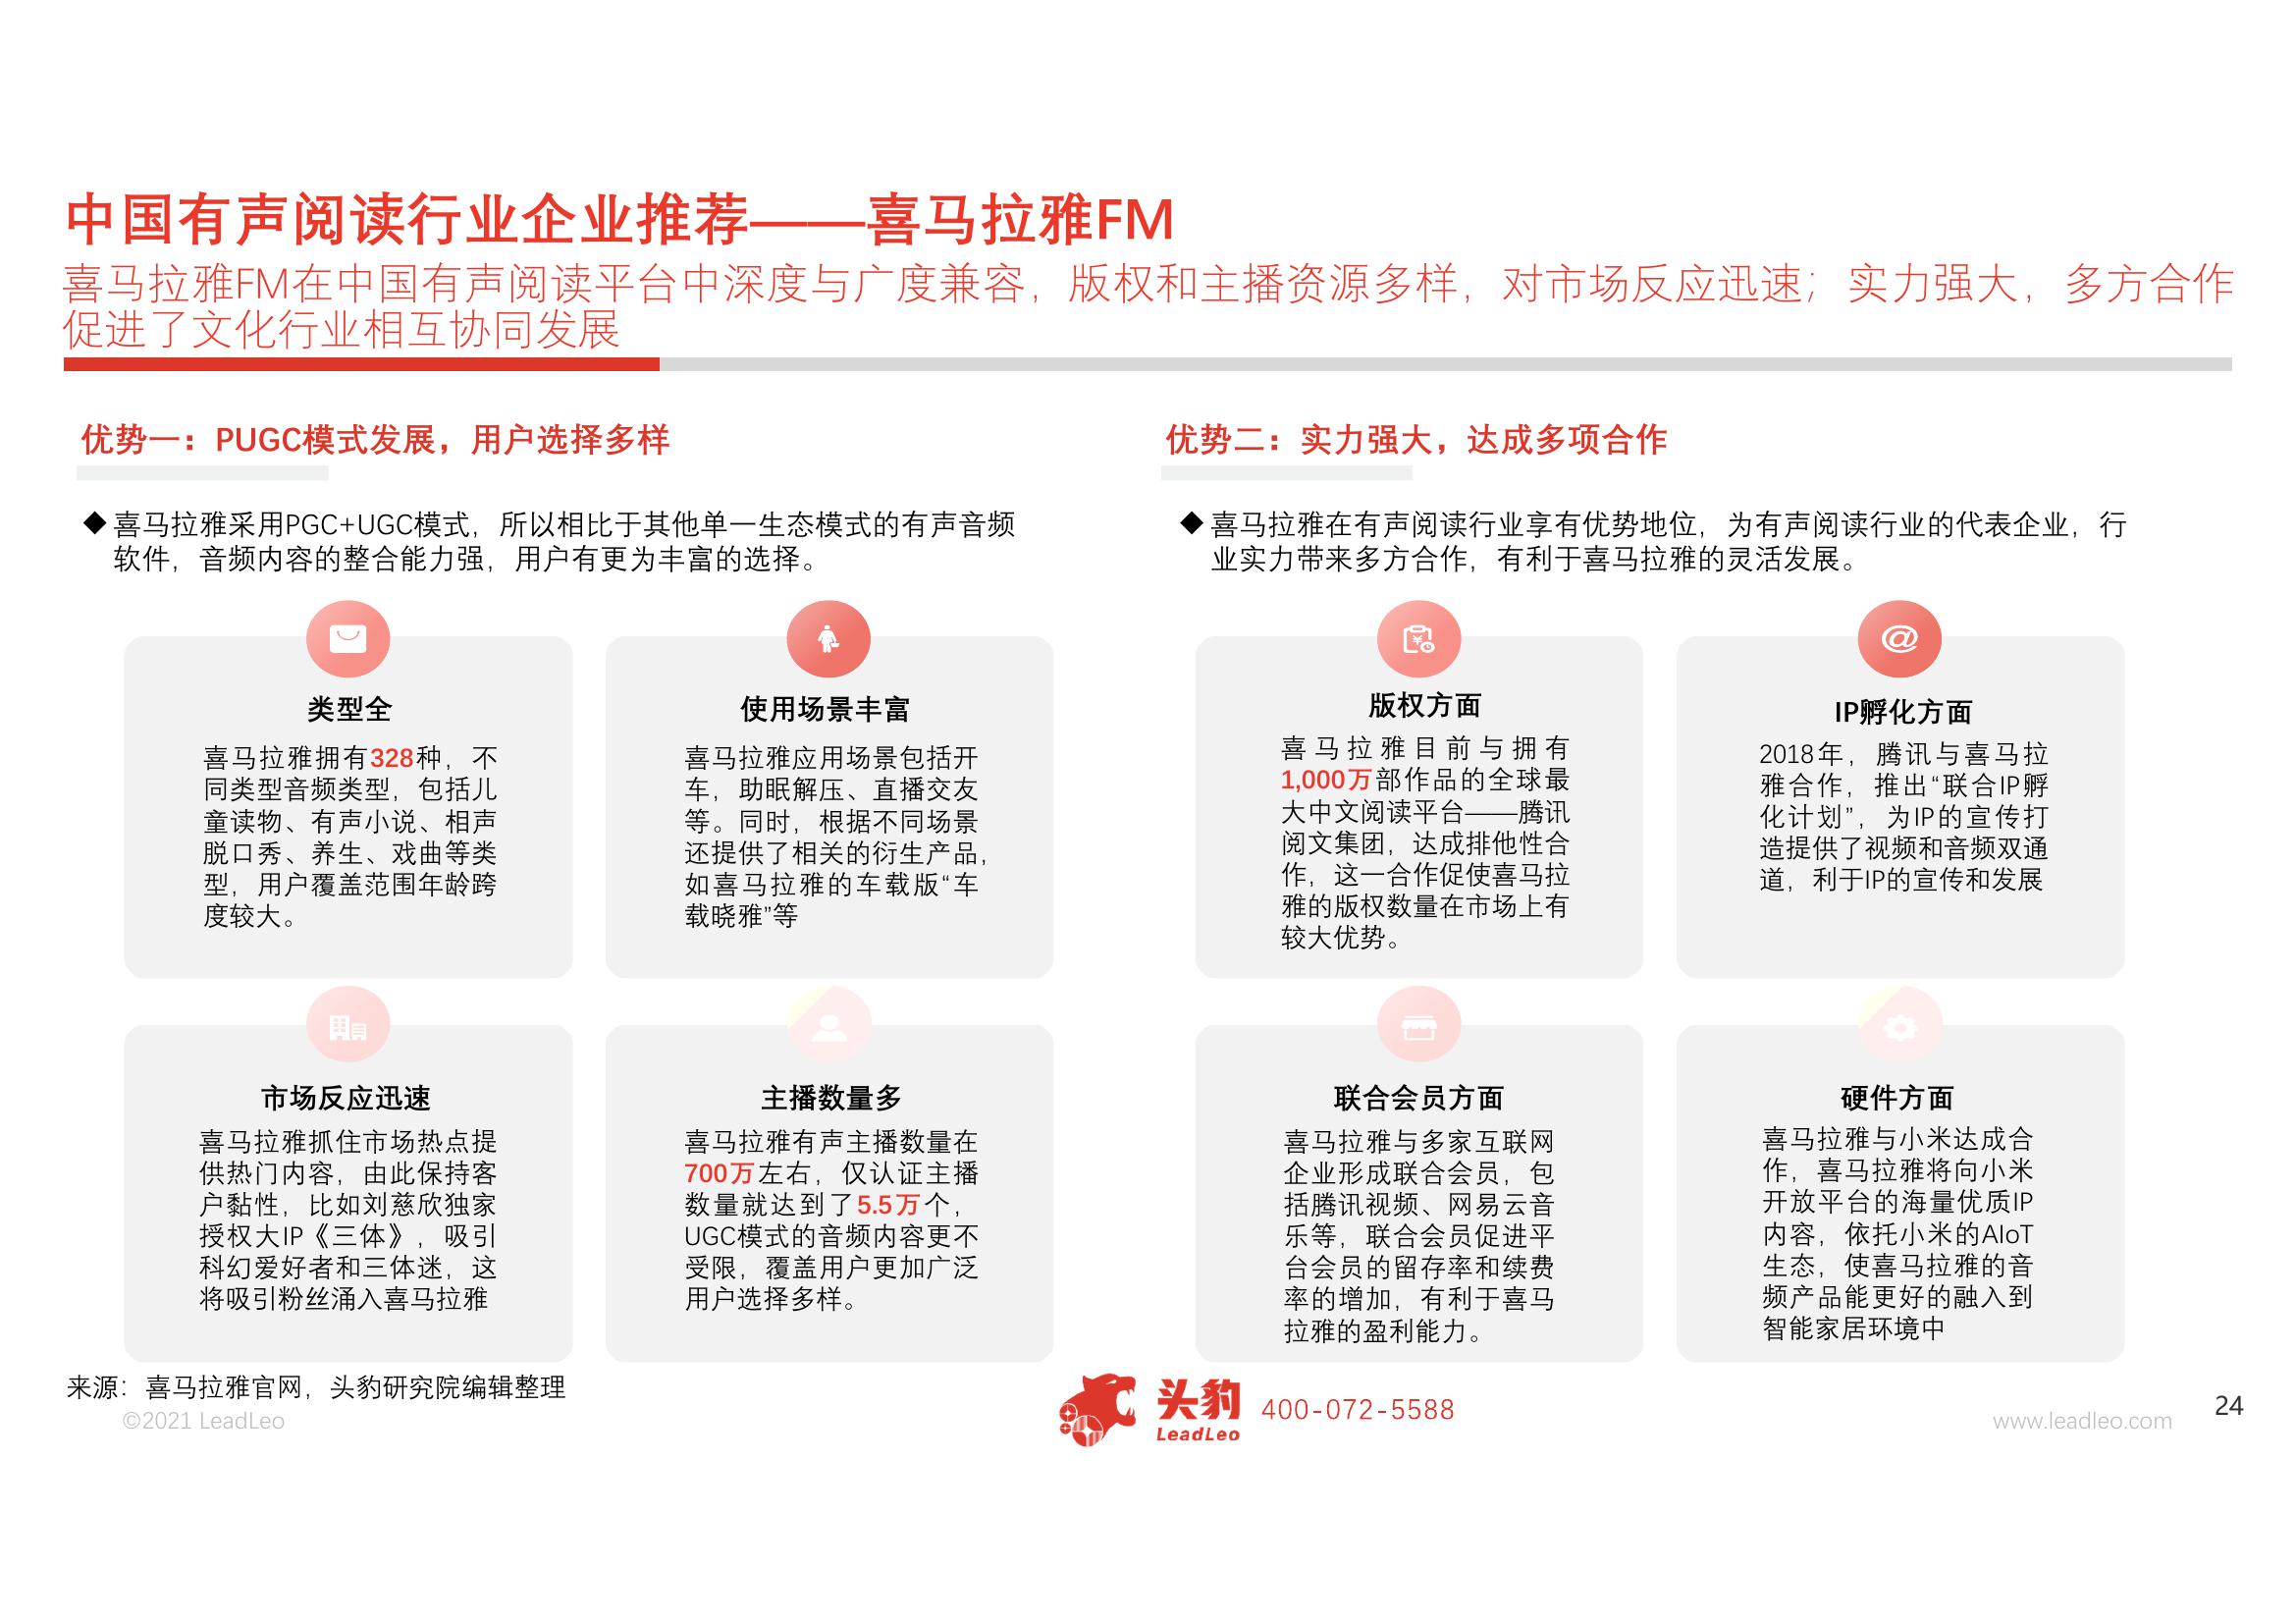 中国有声阅读行业企业推荐——喜马拉雅FM
喜马拉雅FM在中国有声阅读平台中深度与广度兼容，版权和主播资源多样，对市场反应迅速；实力强大，多方合作
促进了文化行业相互协同发展
优势一：PUGC模式发展，用户选择多样
◆喜马拉雅采用PGC+UGC模式，所以相比于其他单一生态模式的有声音频
软件，音频内容的整合能力强，用户有更为丰富的选择。
类型全
喜马拉雅拥有328种，不
同类型音频类型，包括儿
童读物、有声小说、相声
脱口秀、养生、戏曲等类
型，用户覆盖范围年龄跨
度较大。
使用场景丰富
喜马拉雅应用场景包括开
车，助眠解压、直播交友
等。同时，根据不同场景
还提供了相关的衍生产品，
如喜马拉雅的车载版“车
载晓雅”等
市场反应迅速
喜马拉雅抓住市场热点提
供热门内容，由此保持客
户黏性，比如刘慈欣独家
授权大IP《三体》，吸引
科幻爱好者和三体迷，这
将吸引粉丝涌入喜马拉雅
主播数量多
喜马拉雅有声主播数量在
700万左右，仅认证主播
数量就达到了5.5万个，
UGC模式的音频内容更不
受限，覆盖用户更加广泛
用户选择多样。
优势二：实力强大，达成多项合作
◆喜马拉雅在有声阅读行业享有优势地位，为有声阅读行业的代表企业，行
业实力带来多方合作，有利于喜马拉雅的灵活发展。
版权方面
喜马拉雅目前与拥有
1,000万部作品的全球最
大中文阅读平台——腾讯
阅文集团，达成排他性合
作，这一合作促使喜马拉
雅的版权数量在市场上有
较大优势。
IP孵化方面
2018年，腾讯与喜马拉
雅合作，推出“联合IP孵
化计划”，为IP的宣传打
造提供了视频和音频双通
道，利于IP的宣传和发展
联合会员方面
喜马拉雅与多家互联网
企业形成联合会员，包
括腾讯视频、网易云音
乐等，联合会员促进平
台会员的留存率和续费
率的增加，有利于喜马
拉雅的盈利能力。
硬件方面
喜马拉雅与小米达成合
作，喜马拉雅将向小米
开放平台的海量优质IP
内容，依托小米的AIoT
生态，使喜马拉雅的音
频产品能更好的融入到
智能家居环境中
来源：喜马拉雅官网，头豹研究院编辑整理
©2021 LeadLeo
头豹
LeadLeo
400-072-5588
www.leadleo.com
24